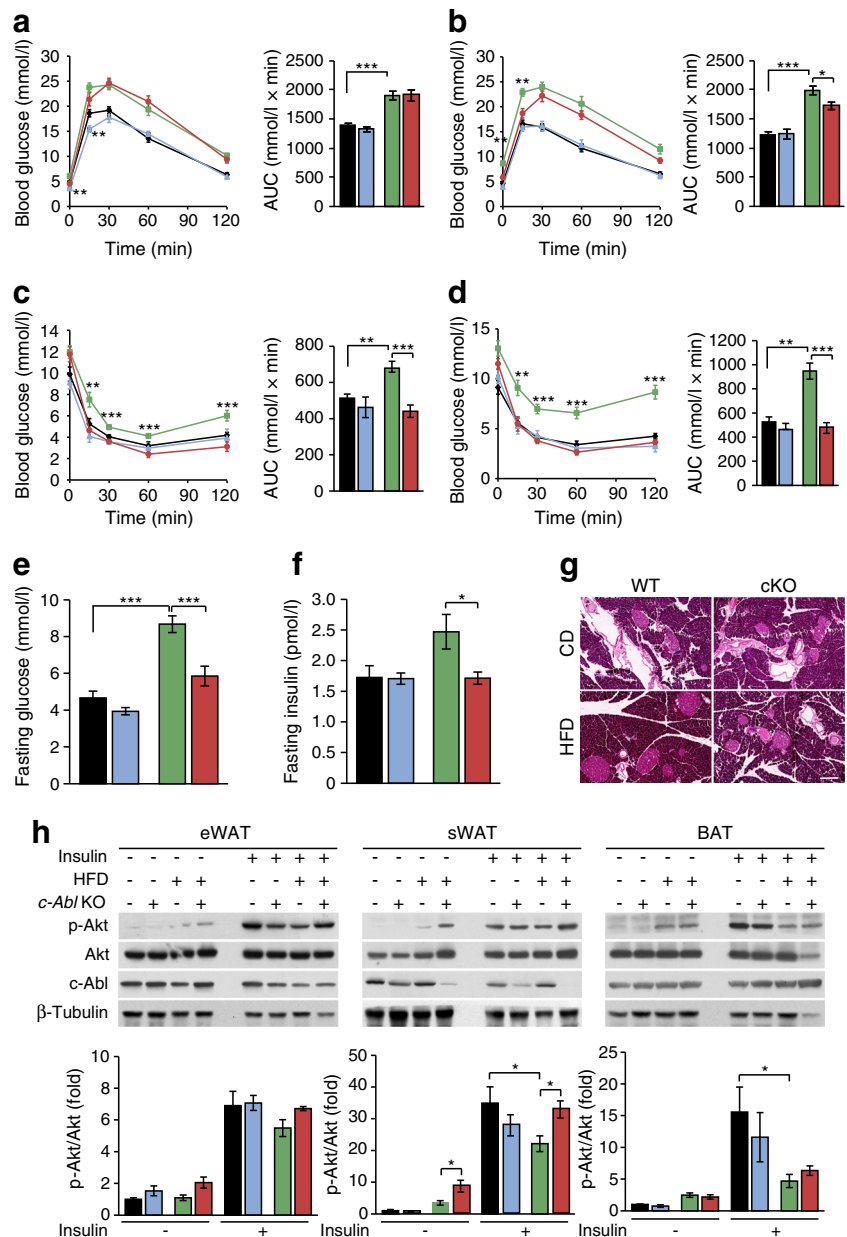 a
Blood glucose (mmol/l)
30
25
20
15
10
5
0
**
**
0 30 60 90 120
Time (min)
AUC (mmol/l × min)
2500
2000
1500
1000
500
0
***
b
Blood glucose (mmol/l)
30
25
20
15
10
5
0
**
**
0 30 60 90 120
Time (min)
AUC (mmol/l × min)
2500
2000
1500
1000
500
0
***
*
c
Blood glucose (mmol/l)
14
12
10
8
6
4
2
0
**
***
***
***
0 30 60 90 120
Time (min)
AUC (mmol/l × min)
800
600
400
200
0
**
***
d
Blood glucose (mmol/l)
15
10
5
0
**
***
***
***
0 30 60 90 120
Time (min)
AUC (mmol/l × min)
1200
1000
800
600
400
200
0
**
***
e
Fasting glucose (mmol/l)
10
8
6
4
2
0
***
***
f
Fasting insulin (pmol/l)
3.0
2.5
2.0
1.5
1.0
0.5
0
*
g
WT cKO
CD
HFD
h
eWAT sWAT BAT
Insulin - - - - + + + + - - - - + + + + - - - - + + + +
HFD - - + + - - + + - - + + - - + + - - + + - - + +
c-Abl KO - + - + - + - + - + - + - + - + - + - + - + - +
p-Akt
Akt
c-Abl
β-Tubulin
p-Akt/Akt (fold)
10
8
6
4
2
0
Insulin - +
p-Akt/Akt (fold)
50
40
30
20
10
0
*
*
*
Insulin - +
p-Akt/Akt (fold)
25
20
15
10
5
0
*
Insulin - +